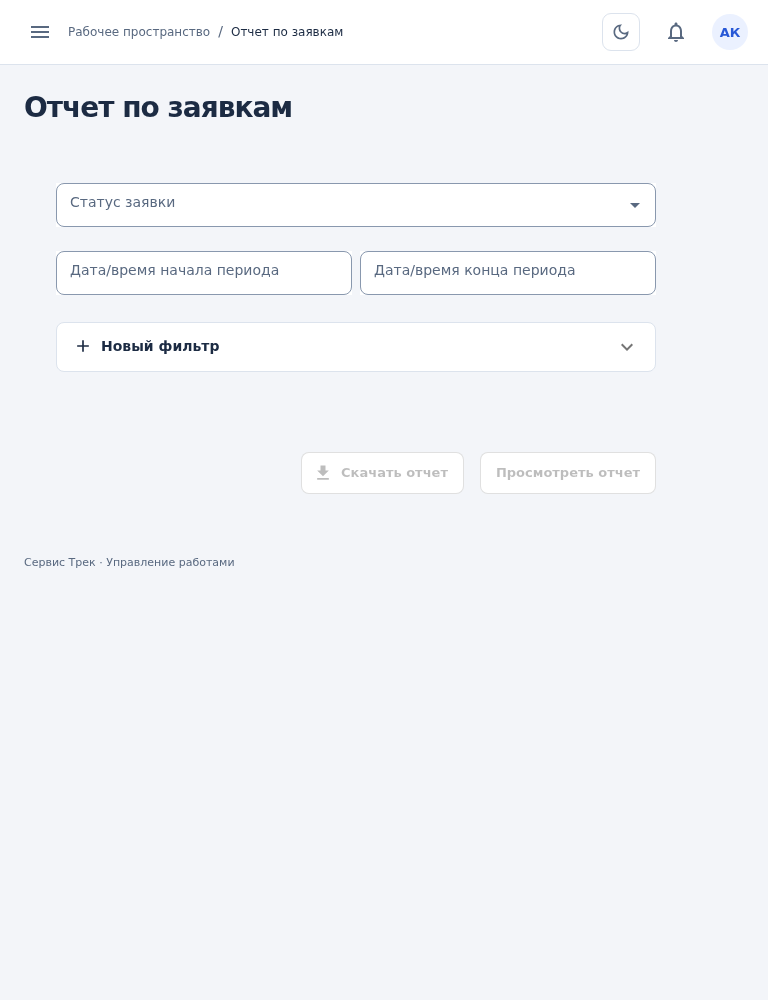 Рабочее пространство / Отчет по заявкам
АК
Отчет по заявкам
Статус заявки
Дата/время начала периода
Дата/время конца периода
Новый фильтр
Скачать отчет
Просмотреть отчет
Сервис Трек · Управление работами